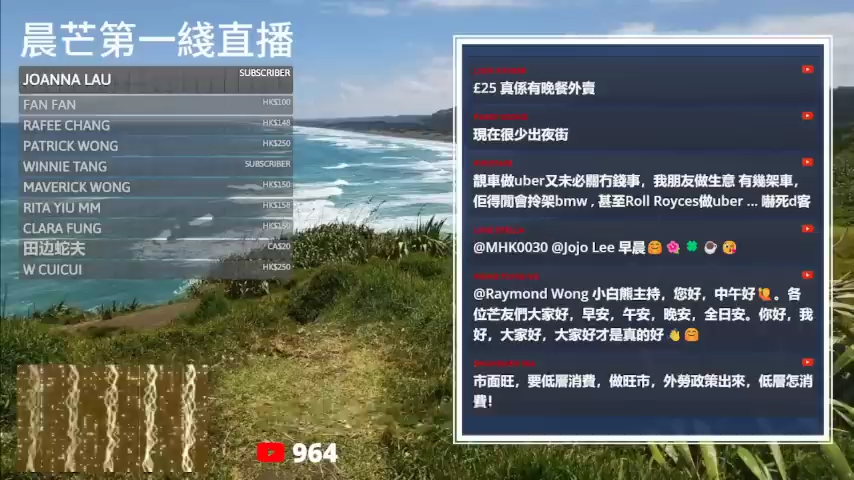 晨芒第一綫直播
JOANNA LAU SUBSCRIBER
FAN FAN HK$100
RAFEE CHANG HK$148
PATRICK WONG HK$250
WINNIE TANG SUBSCRIBER
MAVERICK WONG HK$150
RITA YIU MM HK$158
CLARA FUNG HK$150
田边蛇夫 CA$20
W CUICUI HK$250
£25 真係有晚餐外賣
現在很少出夜街
靚車做uber又未必關冇錢事，我朋友做生意 有幾架車，
佢得閒會拎架bmw , 甚至Roll Royces做uber ... 嚇死d客
@MHK0030 @Jojo Lee 早晨🤗 🌺 🍀 ☕ 😘
@Raymond Wong 小白熊主持，您好，中午好🙋。各
位芒友們大家好，早安，午安，晚安，全日安。你好，我
好，大家好，大家好才是真的好 👋 🤗
市面旺，要低層消費，做旺市，外勞政策出來，低層怎消
費！
964